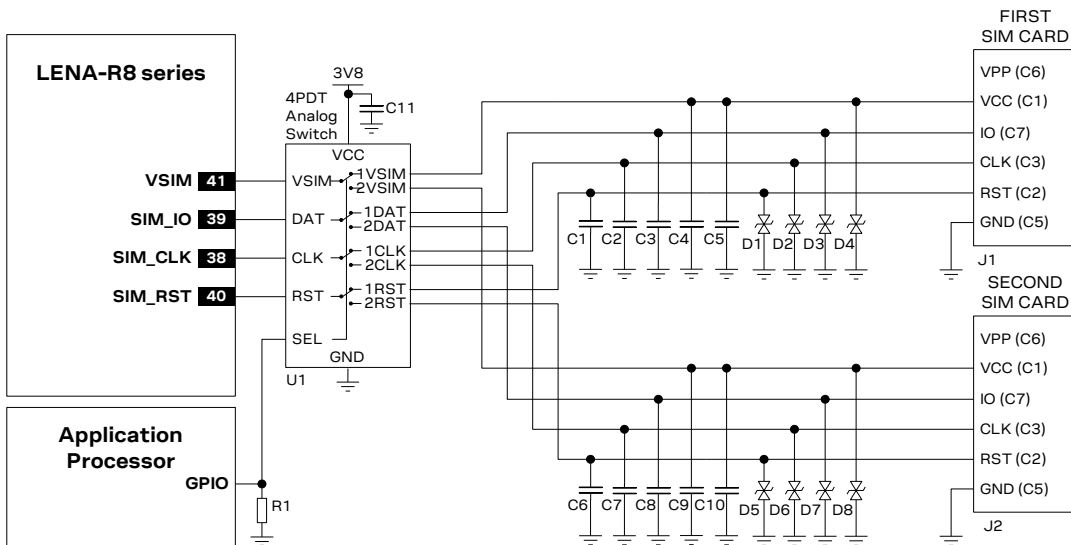 LENA-R8 series
VSIM 41
SIM_IO 39
SIM_CLK 38
SIM_RST 40
Application
Processor
GPIO
R1
3V8
C11
4PDT
Analog
Switch
VCC
VSIM
1VSIM
2VSIM
DAT
1DAT
2DAT
CLK
1CLK
2CLK
RST
1RST
2RST
SEL
GND
U1
FIRST
SIM CARD
VPP (C6)
VCC (C1)
IO (C7)
CLK (C3)
RST (C2)
GND (C5)
J1
C1 C2 C3 C4 C5 D1 D2 D3 D4
SECOND
SIM CARD
VPP (C6)
VCC (C1)
IO (C7)
CLK (C3)
RST (C2)
GND (C5)
J2
C6 C7 C8 C9 C10 D5 D6 D7 D8